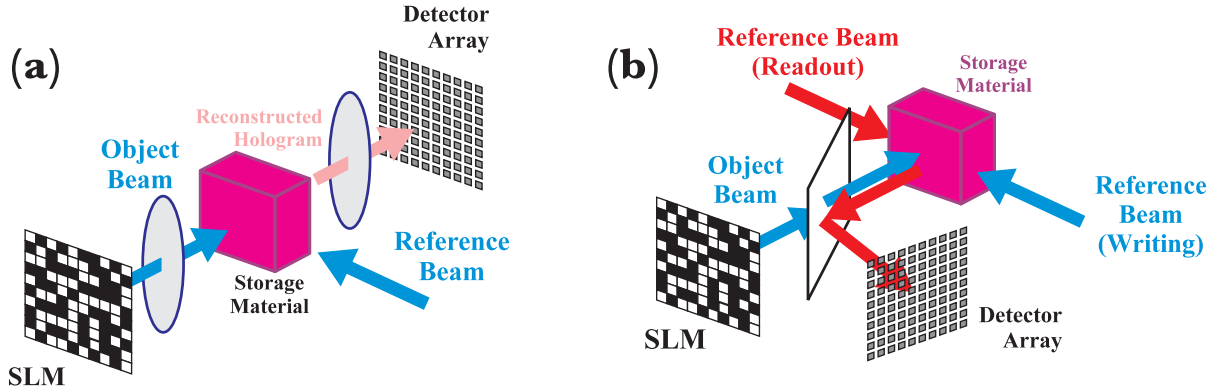 (a)
Detector
Array
Reconstructed
Hologram
Object
Beam
Reference
Beam
Storage
Material
SLM
(b)
Reference Beam
(Readout)
Storage
Material
Object
Beam
Reference
Beam
(Writing)
SLM
Detector
Array